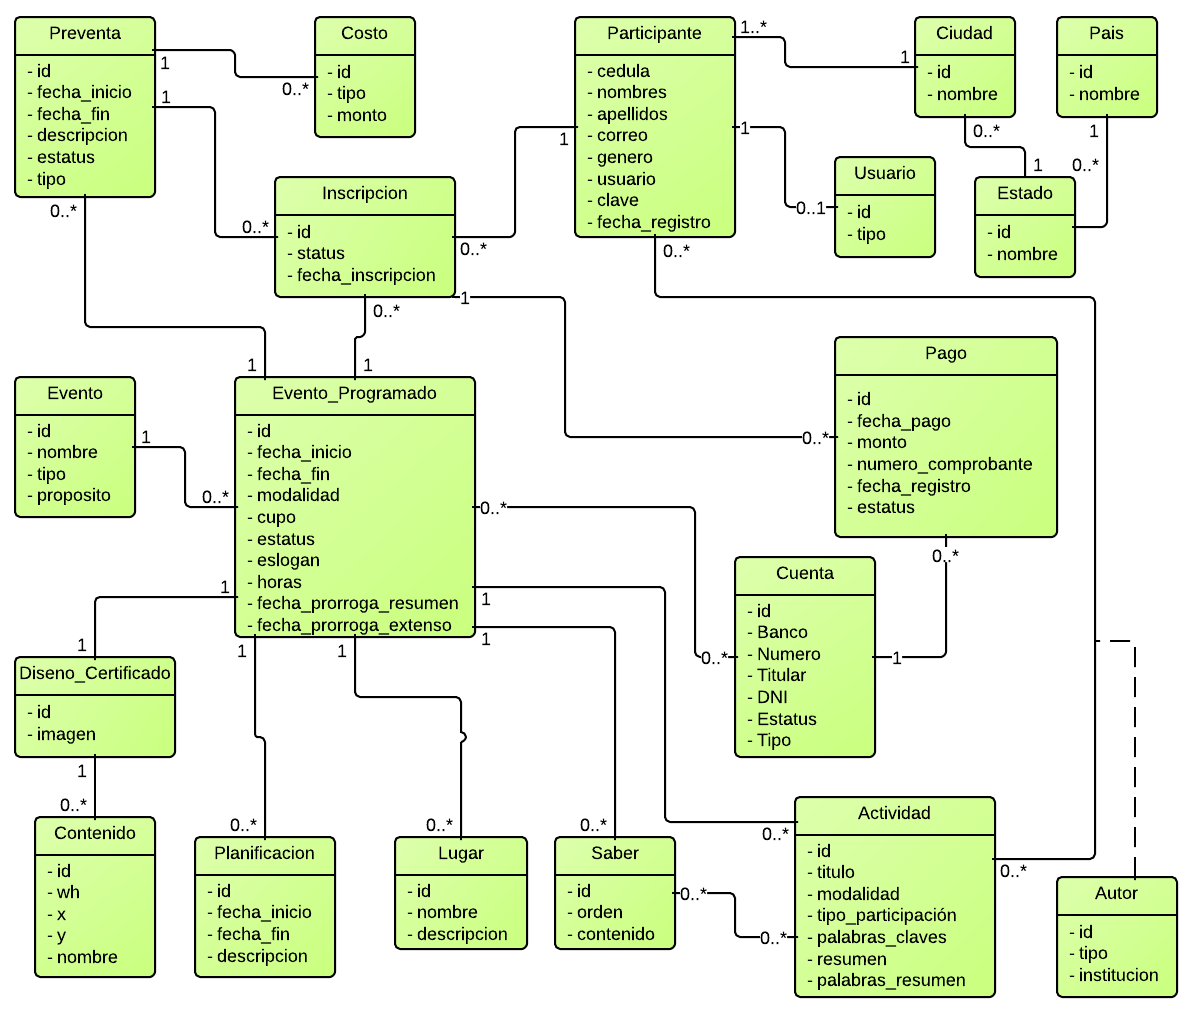 Preventa
- id
- fecha_inicio
- fecha_fin
- descripcion
- estatus
- tipo
1
1
0..*
Costo
- id
- tipo
- monto
0..*
Participante
- cedula
- nombres
- apellidos
- correo
- genero
- usuario
- clave
- fecha_registro
1..*
1
1
0..*
Ciudad
- id
- nombre
1
0..*
Pais
- id
- nombre
1
Usuario
- id
- tipo
0..1
Estado
- id
- nombre
1
0..*
Inscripcion
- id
- status
- fecha_inscripcion
0..*
0..*
0..*
1
Pago
- id
- fecha_pago
- monto
- numero_comprobante
- fecha_registro
- estatus
0..*
0..*
Evento
- id
- nombre
- tipo
- proposito
1
Evento_Programado
- id
- fecha_inicio
- fecha_fin
- modalidad
- cupo
- estatus
- eslogan
- horas
- fecha_prorroga_resumen
- fecha_prorroga_extenso
1
1
0..*
0..*
1
1
1
1
1
Cuenta
- id
- Banco
- Numero
- Titular
- DNI
- Estatus
- Tipo
0..*
1
Diseno_Certificado
- id
- imagen
1
1
Contenido
- id
- wh
- x
- y
- nombre
0..*
Planificacion
- id
- fecha_inicio
- fecha_fin
- descripcion
0..*
Lugar
- id
- nombre
- descripcion
0..*
Saber
- id
- orden
- contenido
0..*
0..*
Actividad
- id
- titulo
- modalidad
- tipo_participación
- palabras_claves
- resumen
- palabras_resumen
0..*
0..*
0..*
Autor
- id
- tipo
- institucion